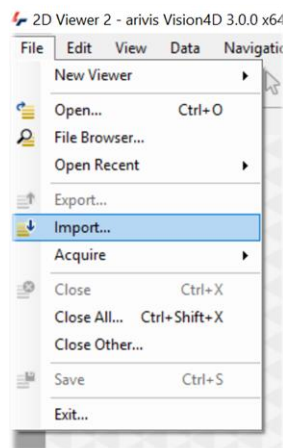 2D Viewer 2 - arivis Vision4D 3.0.0 x64
File Edit View Data
New Viewer
Open... Ctrl+O
File Browser...
Open Recent
Export...
Import...
Acquire
Close Ctrl+X
Close All... Ctrl+Shift+X
Close Other...
Save Ctrl+S
Exit...